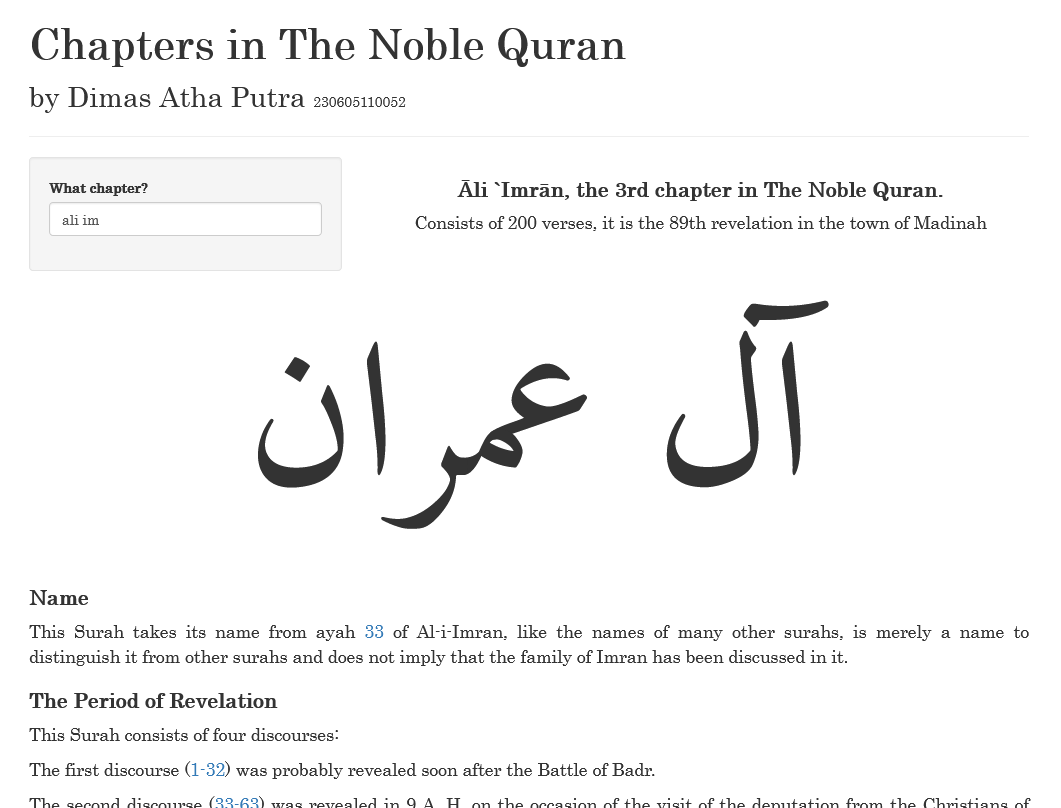 Chapters in The Noble Quran
by Dimas Atha Putra 230605110052
What chapter?
ali im
Āli `Imrān, the 3rd chapter in The Noble Quran.
Consists of 200 verses, it is the 89th revelation in the town of Madinah
آل عمران
Name
This Surah takes its name from ayah 33 of Al-i-Imran, like the names of many other surahs, is merely a name to
distinguish it from other surahs and does not imply that the family of Imran has been discussed in it.
The Period of Revelation
This Surah consists of four discourses:
The first discourse (1-32) was probably revealed soon after the Battle of Badr.
The second discourse (33-63) was revealed in 9 A. H. on the occasion of the visit of the deputation from the Christians of